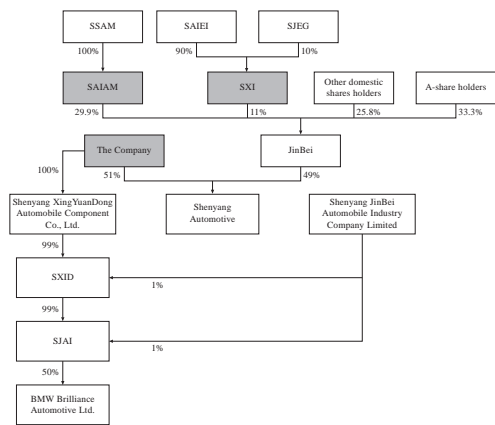 SSAM
SAIEI
SJEG
100%
90%
10%
SAIAM
SXI
Other domestic
shares holders
A-share holders
29.9%
11%
25.8%
33.3%
The Company
JinBei
100%
51%
49%
Shenyang XingYuanDong
Automobile Component
Co., Ltd.
Shenyang
Automotive
Shenyang JinBei
Automobile Industry
Company Limited
99%
SXID
1%
99%
SJAI
1%
50%
BMW Brilliance
Automotive Ltd.